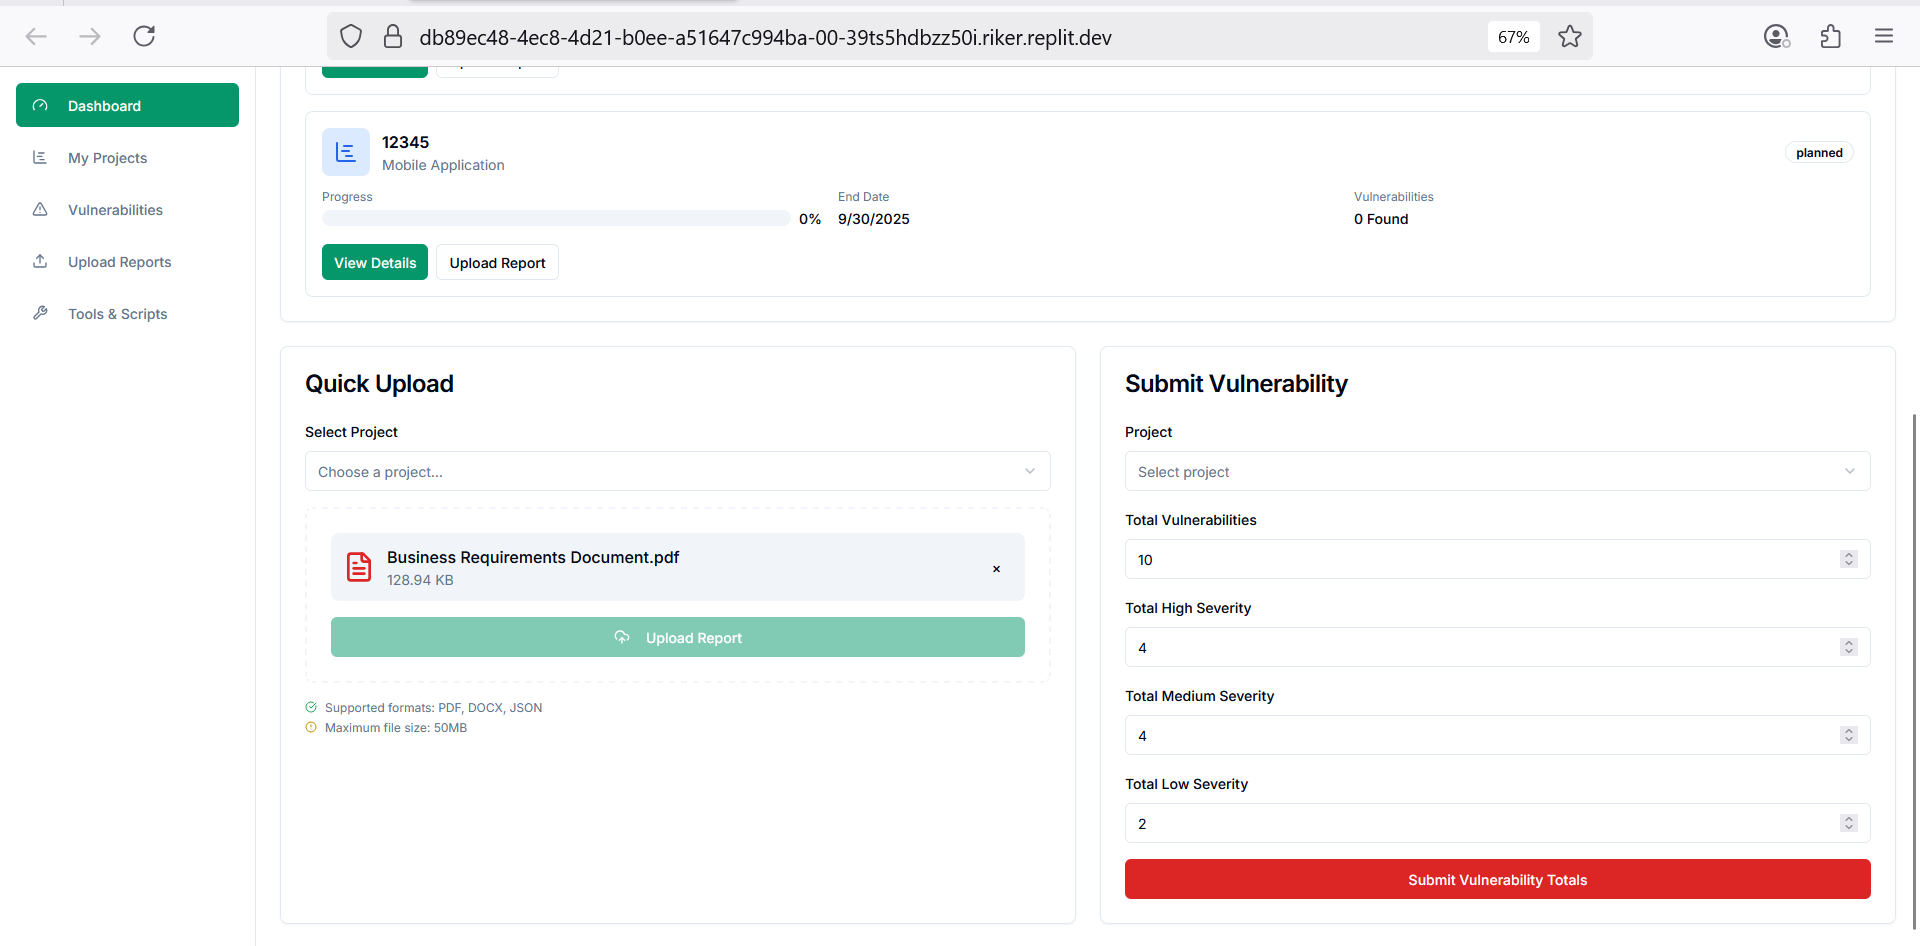 db89ec48-4ec8-4d21-b0ee-a51647c994ba-00-39ts5hdbzz50i.riker.replit.dev
67%
Dashboard
My Projects
Vulnerabilities
Upload Reports
Tools & Scripts
12345
Mobile Application
planned
Progress
0%
End Date
9/30/2025
Vulnerabilities
0 Found
View Details
Upload Report
Quick Upload
Select Project
Choose a project...
Business Requirements Document.pdf
128.94 KB
×
Upload Report
Supported formats: PDF, DOCX, JSON
Maximum file size: 50MB
Submit Vulnerability
Project
Select project
Total Vulnerabilities
10
Total High Severity
4
Total Medium Severity
4
Total Low Severity
2
Submit Vulnerability Totals